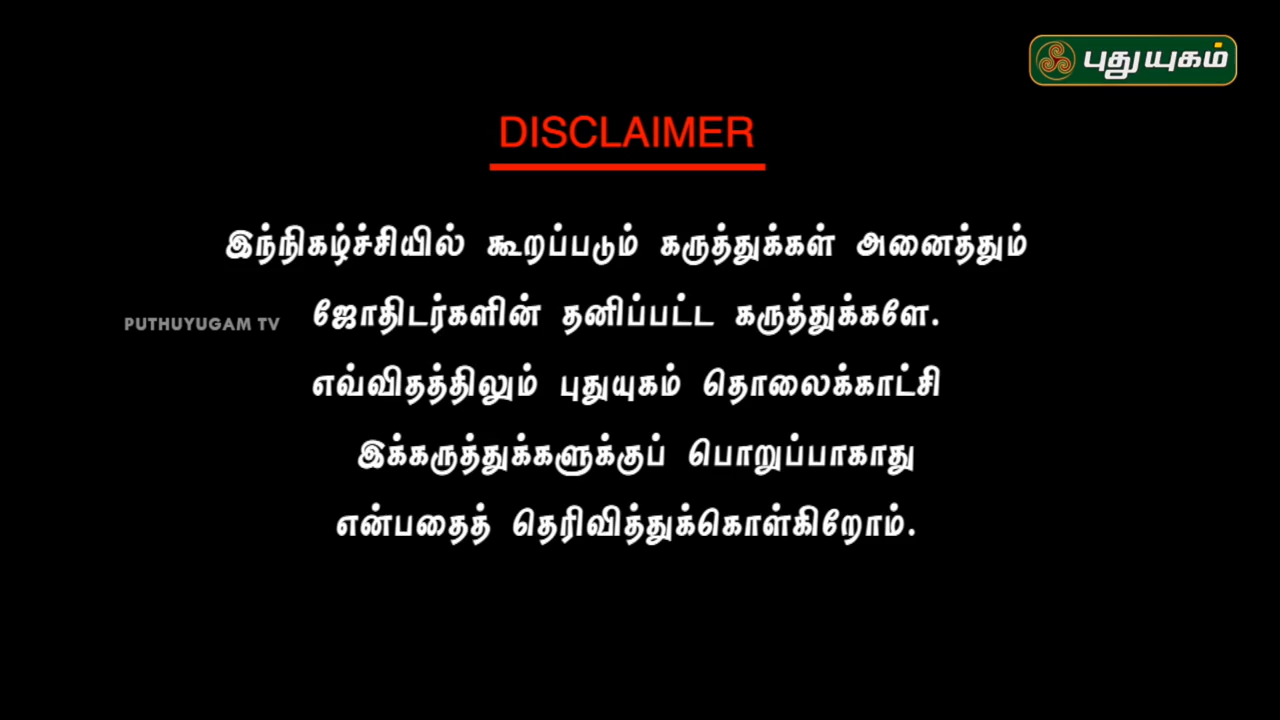 புதுயுகம்
DISCLAIMER
இந்நிகழ்ச்சியில் கூறப்படும் கருத்துக்கள் அனைத்தும்
PUTHUYUGAM TV
ஜோதிடர்களின் தனிப்பட்ட கருத்துக்களே.
எவ்விதத்திலும் புதுயுகம் தொலைக்காட்சி
இக்கருத்துக்களுக்குப் பொறுப்பாகாது
என்பதைத் தெரிவித்துக்கொள்கிறோம்.